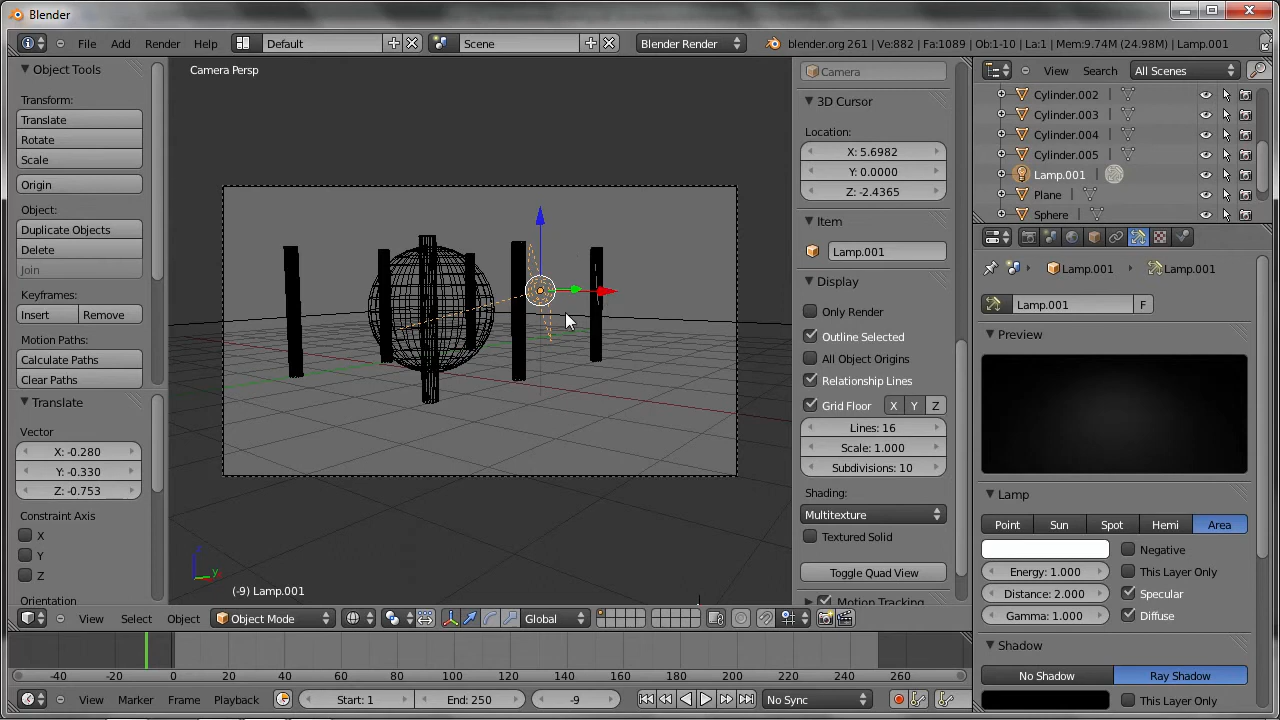 Blender
File Add Render Help Default Scene Blender Render blender.org 261 | Ve:882 | Fa:1089 | Ob:1-10 | La:1 | Mem:9.74M (24.98M) | Lamp.001
Object Tools
Transform:
Translate
Rotate
Scale
Origin
Object:
Duplicate Objects
Delete
Join
Keyframes:
Insert Remove
Motion Paths:
Calculate Paths
Clear Paths
Translate
Vector
X: -0.280
Y: -0.330
Z: -0.753
Constraint Axis
X
Y
Z
Orientation
Camera Persp
y
(-9) Lamp.001
Camera
3D Cursor
Location:
X: 5.6982
Y: 0.0000
Z: -2.4365
Item
Lamp.001
Display
Only Render
Outline Selected
All Object Origins
Relationship Lines
Grid Floor X Y Z
Lines: 16
Scale: 1.000
Subdivisions: 10
Shading:
Multitexture
Textured Solid
Toggle Quad View
Motion Tracking
View Search All Scenes
Cylinder.002
Cylinder.003
Cylinder.004
Cylinder.005
Lamp.001
Plane
Sphere
Lamp.001 Lamp.001
Lamp.001 F
Preview
Lamp
Point Sun Spot Hemi Area
Negative
Energy: 1.000 This Layer Only
Distance: 2.000 Specular
Gamma: 1.000 Diffuse
Shadow
No Shadow Ray Shadow
This Layer Only
View Select Object Object Mode Global
-40 -20 0 20 40 60 80 100 120 140 160 180 200 220 240 260
View Marker Frame Playback Start: 1 End: 250 -9 No Sync